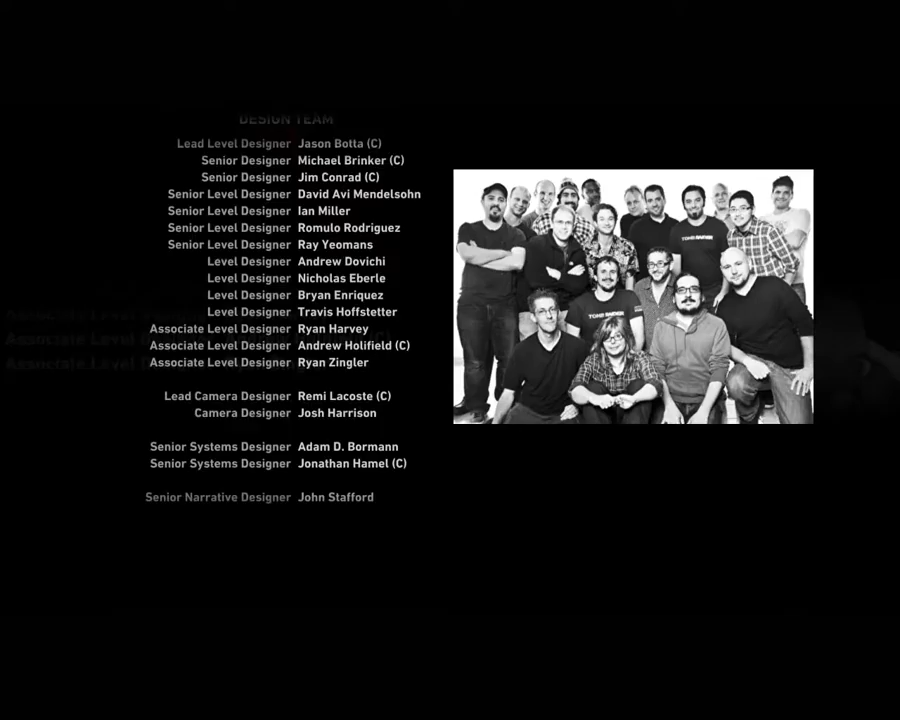 DESIGN TEAM
Lead Level Designer Jason Botta (C)
Senior Designer Michael Brinker (C)
Senior Designer Jim Conrad (C)
Senior Level Designer David Avi Mendelsohn
Senior Level Designer Ian Miller
Senior Level Designer Romulo Rodriguez
Senior Level Designer Ray Yeomans
Level Designer Andrew Dovichi
Level Designer Nicholas Eberle
Level Designer Bryan Enriquez
Level Designer Travis Hoffstetter
Associate Level Designer Ryan Harvey
Associate Level Designer Andrew Holifield (C)
Associate Level Designer Ryan Zingler
Lead Camera Designer Remi Lacoste (C)
Camera Designer Josh Harrison
Senior Systems Designer Adam D. Bormann
Senior Systems Designer Jonathan Hamel (C)
Senior Narrative Designer John Stafford
TOMB RAIDER
TOMB RAIDER